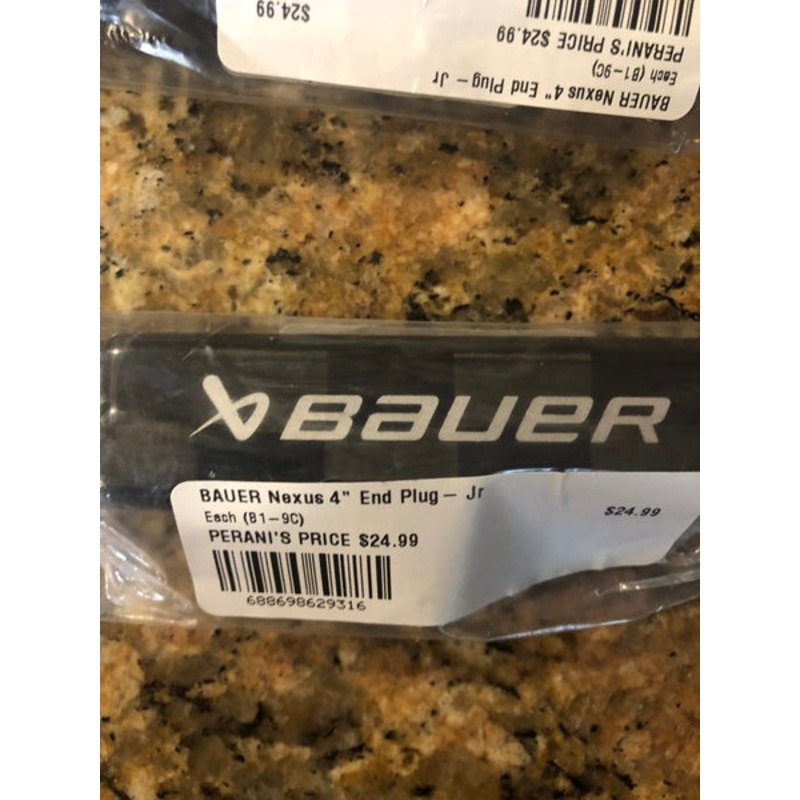 $24.99
PERANI'S PRICE $24.99
Each (B1-9C)
BAUER Nexus 4" End Plug - Jr
BAUER
BAUER Nexus 4" End Plug - Jr
Each (B1-9C)
$24.99
PERANI'S PRICE $24.99
688698629316